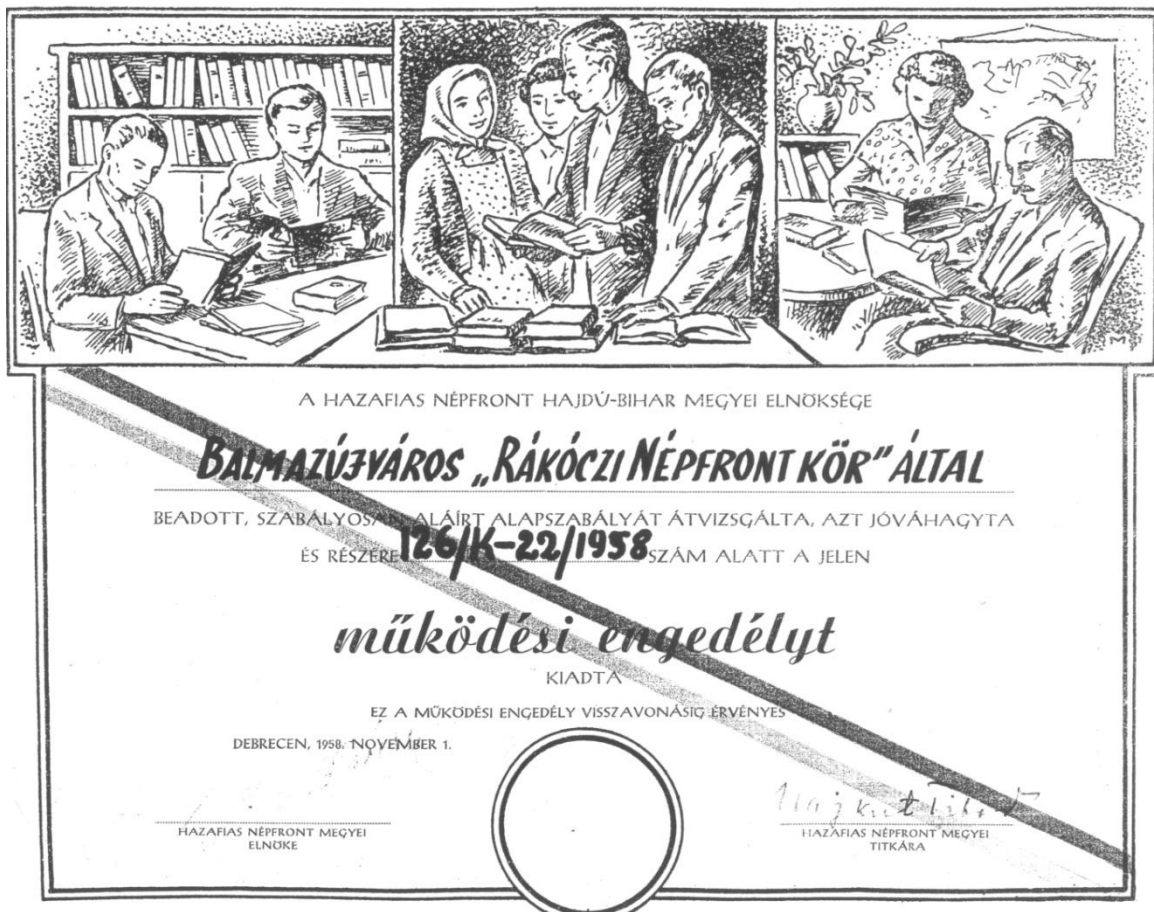 A HAZAFIAS NÉPFRONT HAJDÚ-BIHAR MEGYEI ELNÖKSÉGE
BALMAZÚJVÁROS „RÁKÓCZI NÉPFRONT KÖR” ÁLTAL
BEADOTT, SZABÁLYOSAN ALÁÍRT ALAPSZABÁLYÁT ÁTVIZSGÁLTA, AZT JÓVÁHAGYTA
ÉS RÉSZÉRE 126/K-22/1958 SZÁM ALATT A JELEN
működési engedélyt
KIADTA
EZ A MŰKÖDÉSI ENGEDÉLY VISSZAVONÁSIG ÉRVÉNYES
DEBRECEN, 1958. NOVEMBER 1.
HAZAFIAS NÉPFRONT MEGYEI
ELNÖKE
HAZAFIAS NÉPFRONT MEGYEI
TITKÁRA